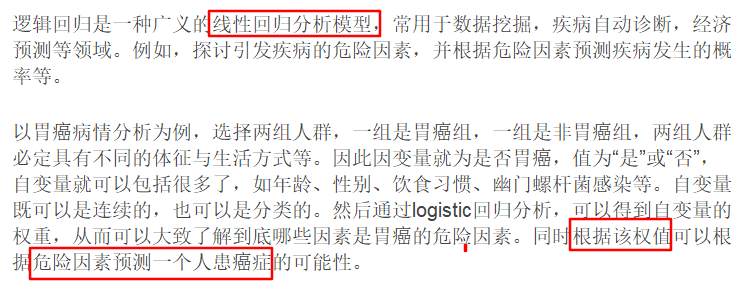 逻辑回归是一种广义的线性回归分析模型，常用于数据挖掘，疾病自动诊断，经济
预测等领域。例如，探讨引发疾病的危险因素，并根据危险因素预测疾病发生的概
率等。
以胃癌病情分析为例，选择两组人群，一组是胃癌组，一组是非胃癌组，两组人群
必定具有不同的体征与生活方式等。因此因变量就为是否胃癌，值为“是”或“否”，
自变量就可以包括很多了，如年龄、性别、饮食习惯、幽门螺杆菌感染等。自变量
既可以是连续的，也可以是分类的。然后通过logistic回归分析，可以得到自变量的
权重，从而可以大致了解到底哪些因素是胃癌的危险因素。同时根据该权值可以根
据危险因素预测一个人患癌症的可能性。